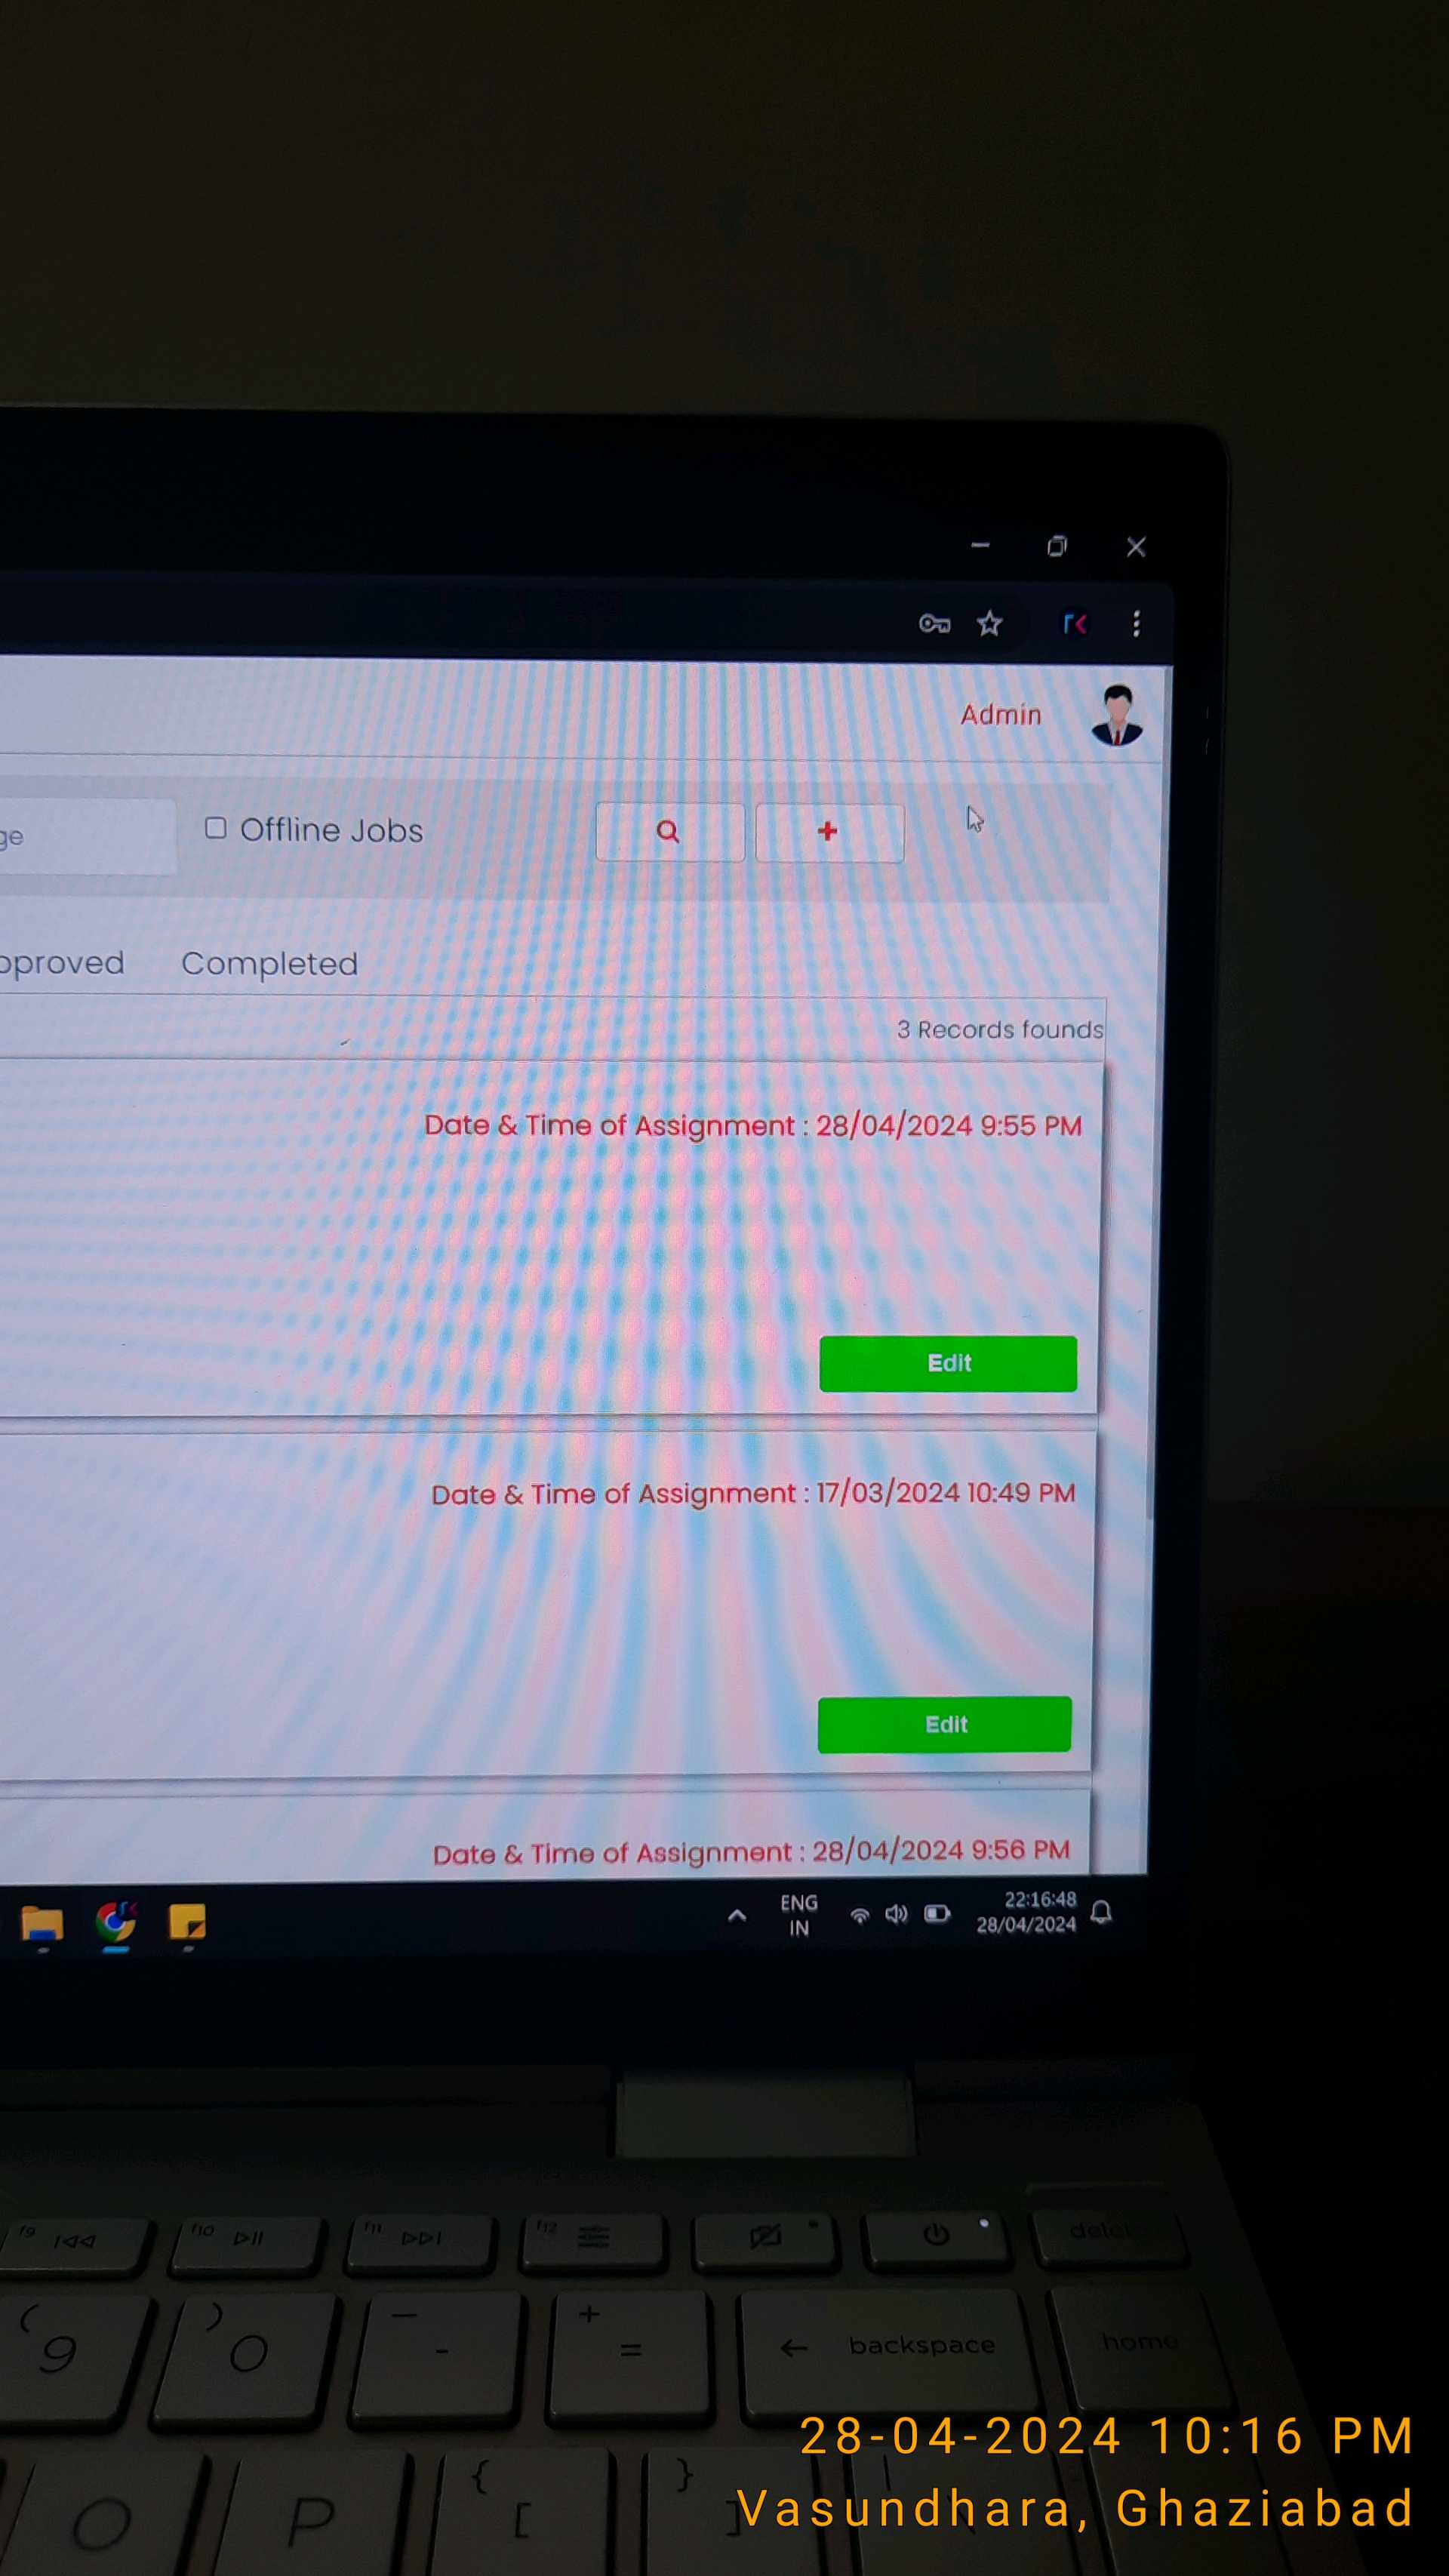 Admin
ge
Offline Jobs
pproved Completed
3 Records founds
Date & Time of Assignment : 28/04/2024 9:55 PM
Edit
Date & Time of Assignment : 17/03/2024 10:49 PM
Edit
Date & Time of Assignment : 28/04/2024 9:56 PM
ENG
IN
22:16:48
28/04/2024
f9 f10 f11 f12 delete
( ) — +
9 0 - =
← backspace home
{ } |
O P [ ] \
28-04-2024 10:16 PM
Vasundhara, Ghaziabad